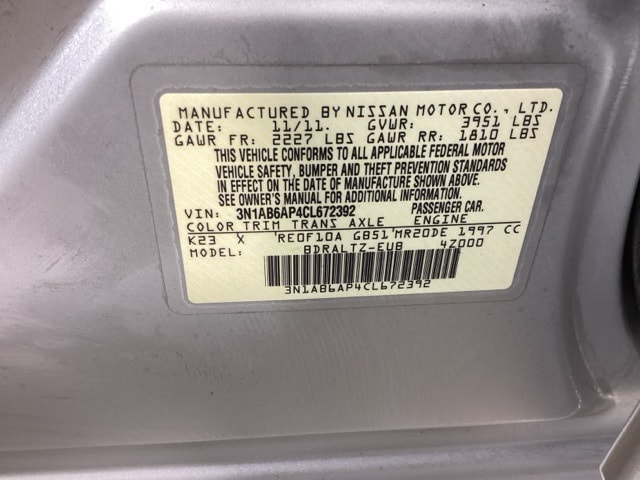 MANUFACTURED BY NISSAN MOTOR CO., LTD.
DATE: 11/11. GVWR: 3951 LBS
GAWR FR: 2227 LBS GAWR RR: 1810 LBS
THIS VEHICLE CONFORMS TO ALL APPLICABLE FEDERAL MOTOR
VEHICLE SAFETY, BUMPER AND THEFT PREVENTION STANDARDS
IN EFFECT ON THE DATE OF MANUFACTURE SHOWN ABOVE.
SEE OWNER'S MANUAL FOR ADDITIONAL INFORMATION.
VIN: 3N1AB6AP4CL672392 PASSENGER CAR.
COLOR TRIM TRANS AXLE ENGINE
K23 X RE0F10A GB51 MR20DE 1997 CC
MODEL: BDRALTZ-EUB 4Z000
3N1AB6AP4CL672392